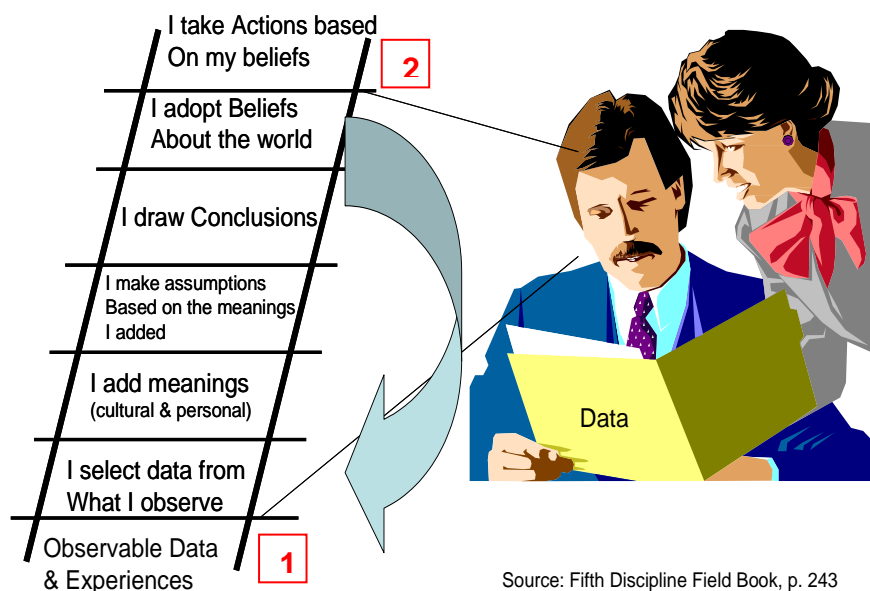 I take Actions based
On my beliefs
2
I adopt Beliefs
About the world
I draw Conclusions
I make assumptions
Based on the meanings
I added
I add meanings
(cultural & personal)
Data
I select data from
What I observe
Observable Data
& Experiences
1
Source: Fifth Discipline Field Book, p. 243